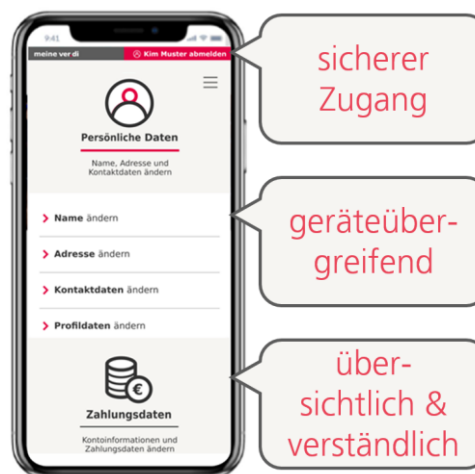 9:41
meine ver di
Kim Muster abmelden
Persönliche Daten
Name, Adresse und
Kontaktdaten ändern
Name ändern
Adresse ändern
Kontaktdaten ändern
Profildaten ändern
€
Zahlungsdaten
Kontoinformationen und
Zahlungsdaten ändern
sicherer
Zugang
geräteüber-
greifend
über-
sichtlich &
verständlich